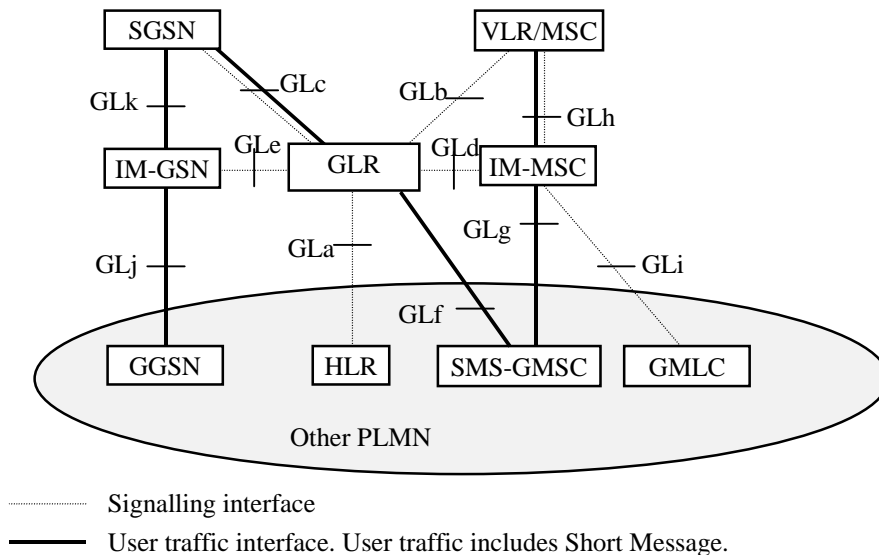 SGSN
VLR/MSC
GLc
GLb
GLk
GLh
GLe
GLd
IM-GSN
GLR
IM-MSC
GLa
GLg
GLj
GLi
GLf
GGSN
HLR
SMS-GMSC
GMLC
Other PLMN
Signalling interface
User traffic interface. User traffic includes Short Message.